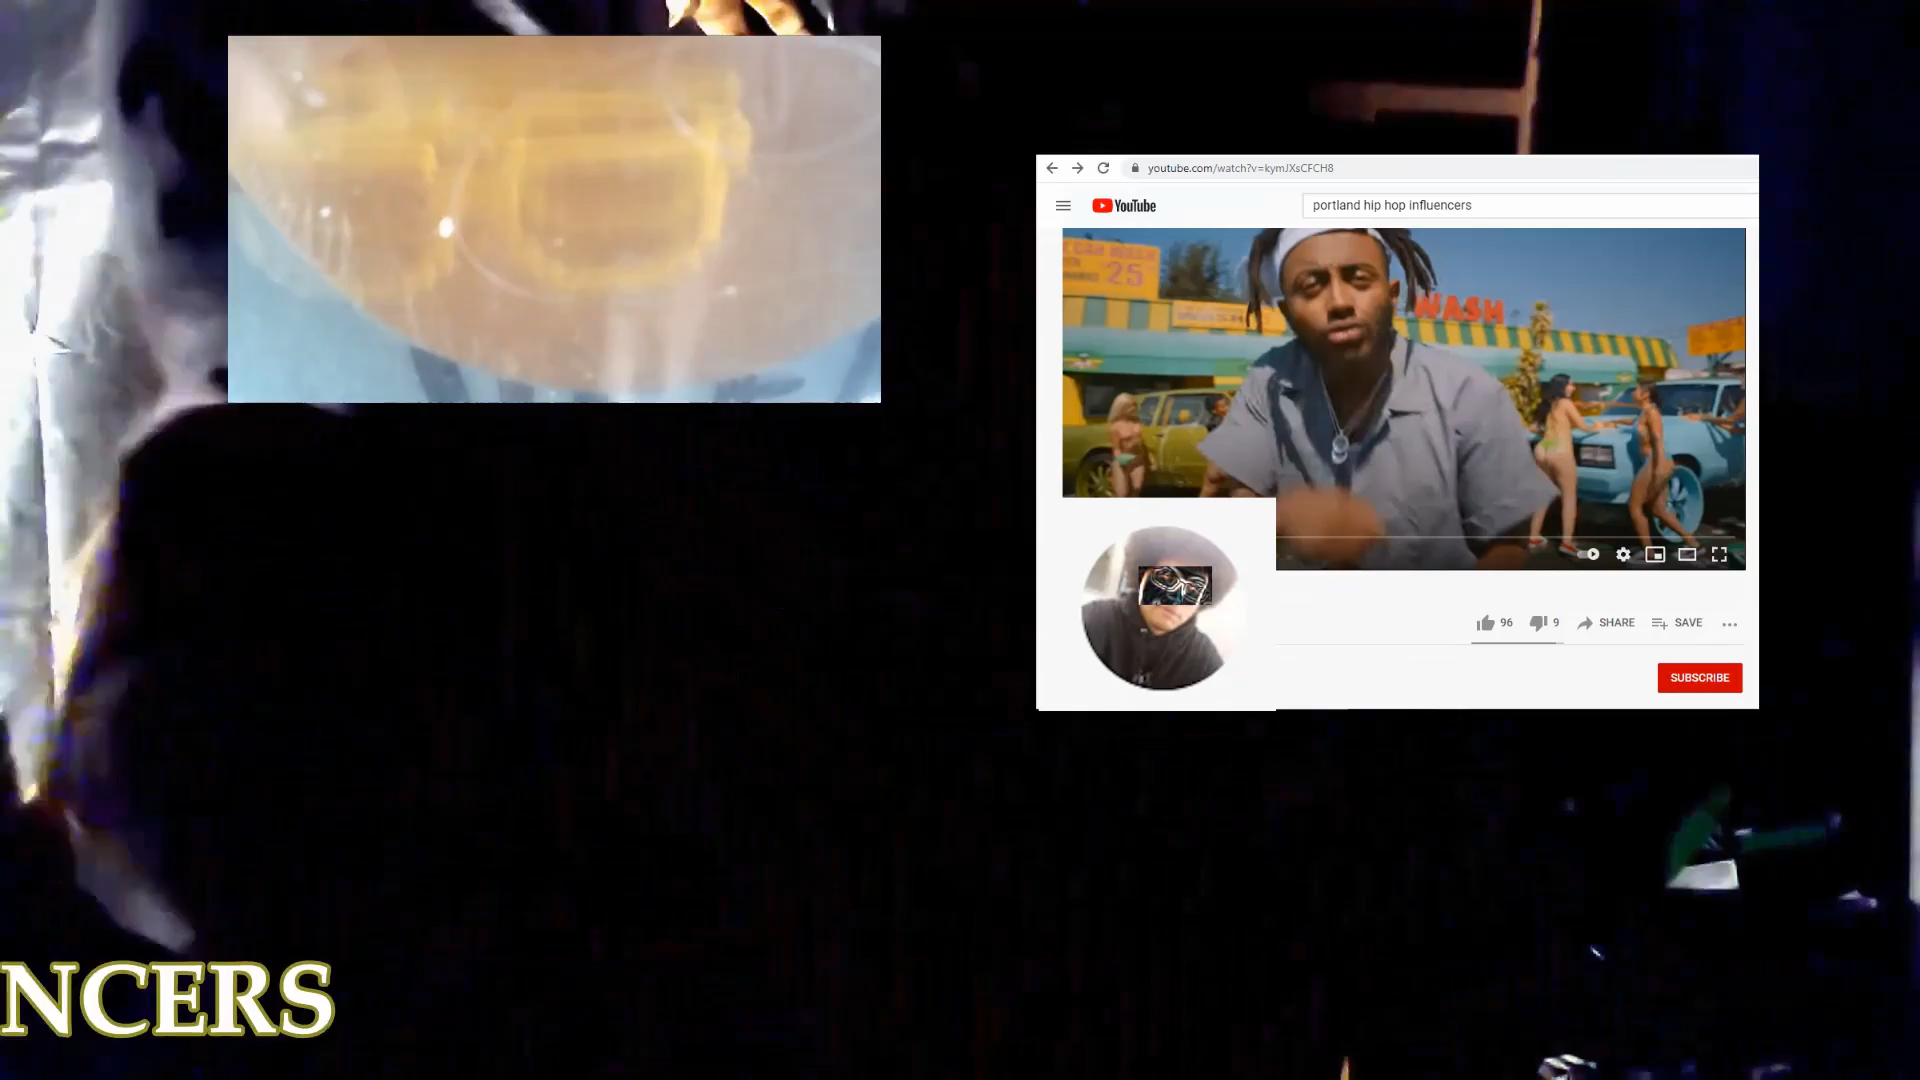 youtube.com/watch?v=kymJXsCFCH8
YouTube
portland hip hop influencers
25
WASH
96
9
SHARE
SAVE
SUBSCRIBE
NCERS